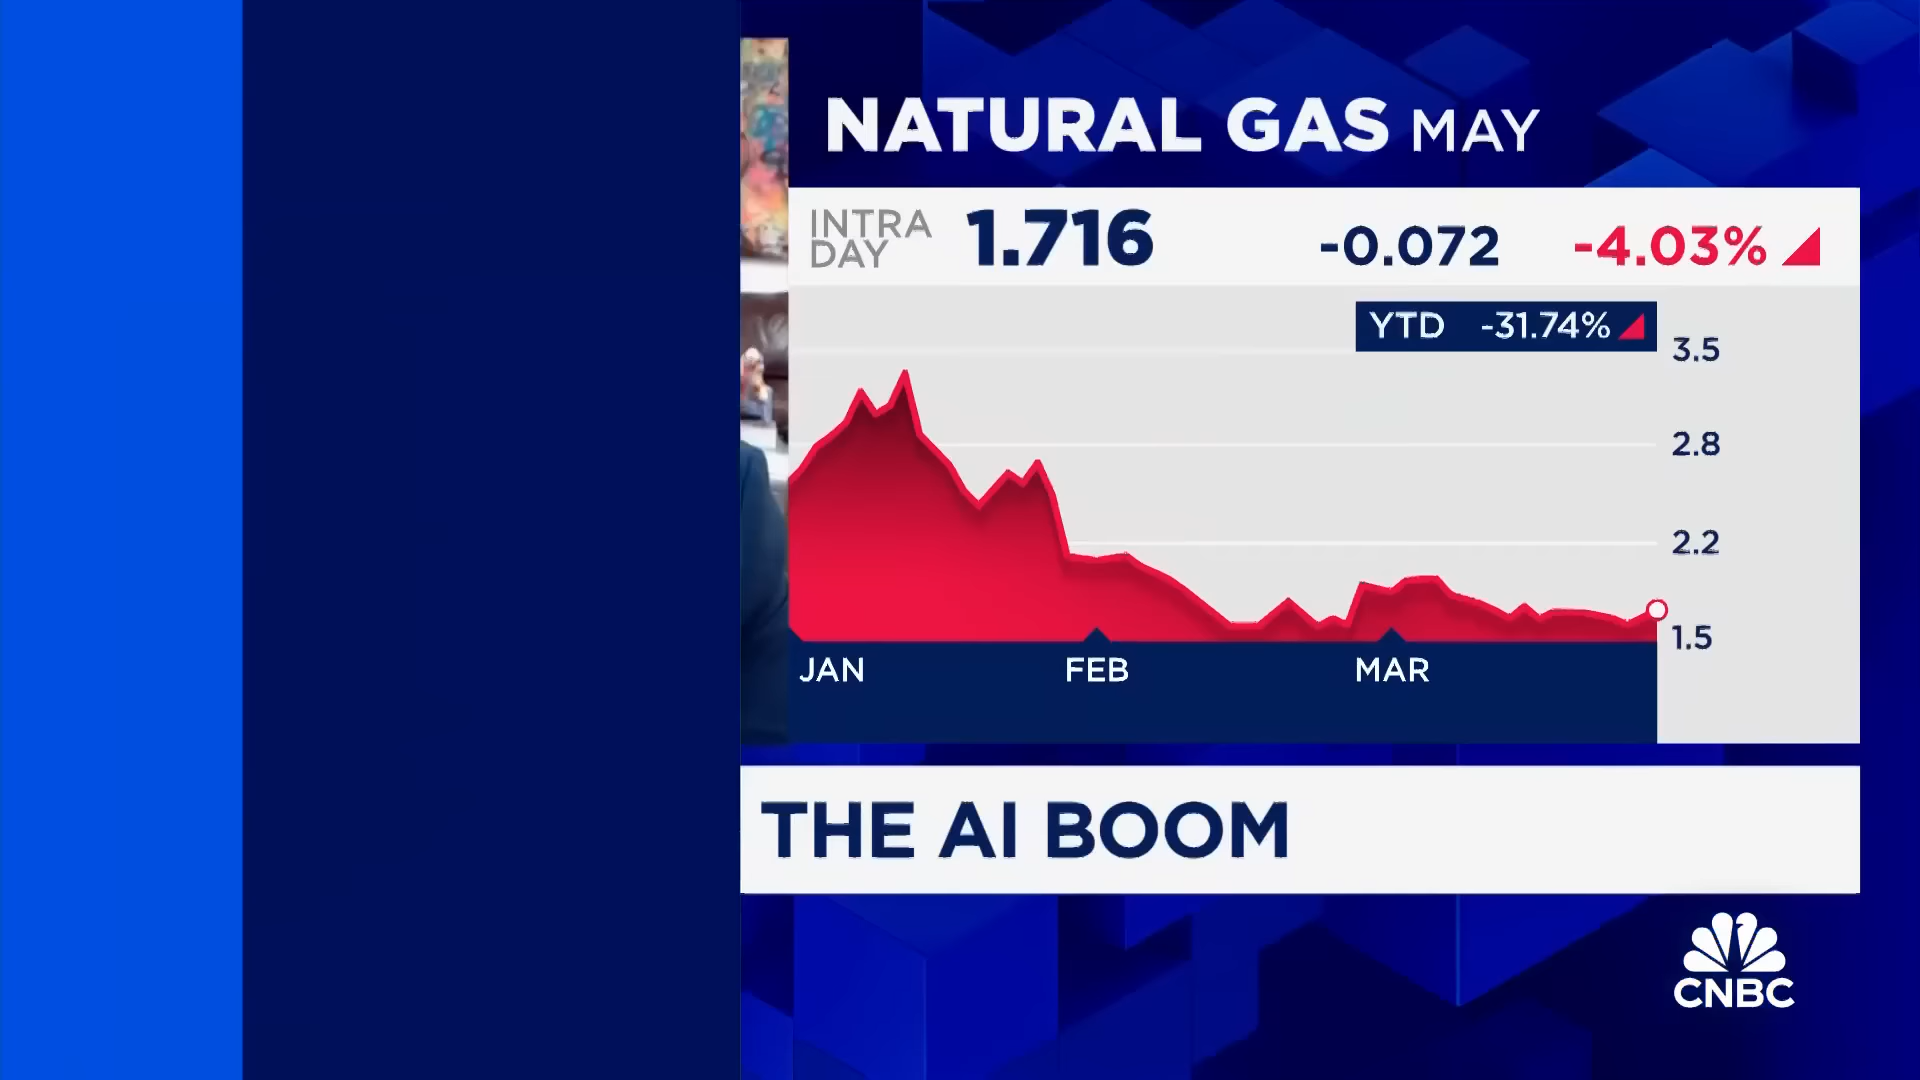 NATURAL GAS MAY
INTRA DAY 1.716 -0.072 -4.03%
YTD -31.74%
3.5
2.8
2.2
1.5
JAN FEB MAR
THE AI BOOM
CNBC